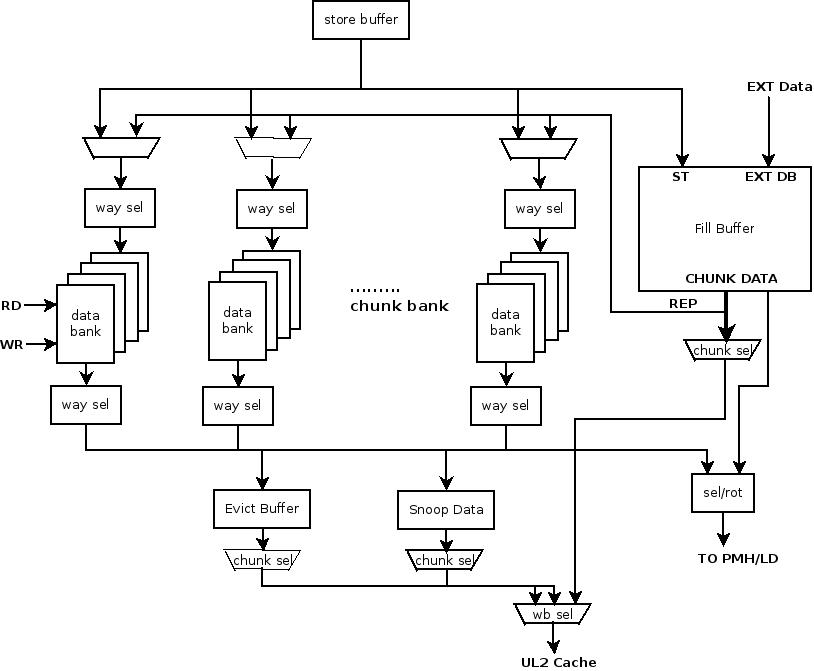 store buffer
EXT Data
ST
EXT DB
way sel
way sel
way sel
Fill Buffer
CHUNK DATA
.........
chunk bank
REP
RD
WR
data
bank
data
bank
data
bank
chunk sel
way sel
way sel
way sel
sel/rot
Evict Buffer
Snoop Data
chunk sel
chunk sel
TO PMH/LD
wb sel
UL2 Cache